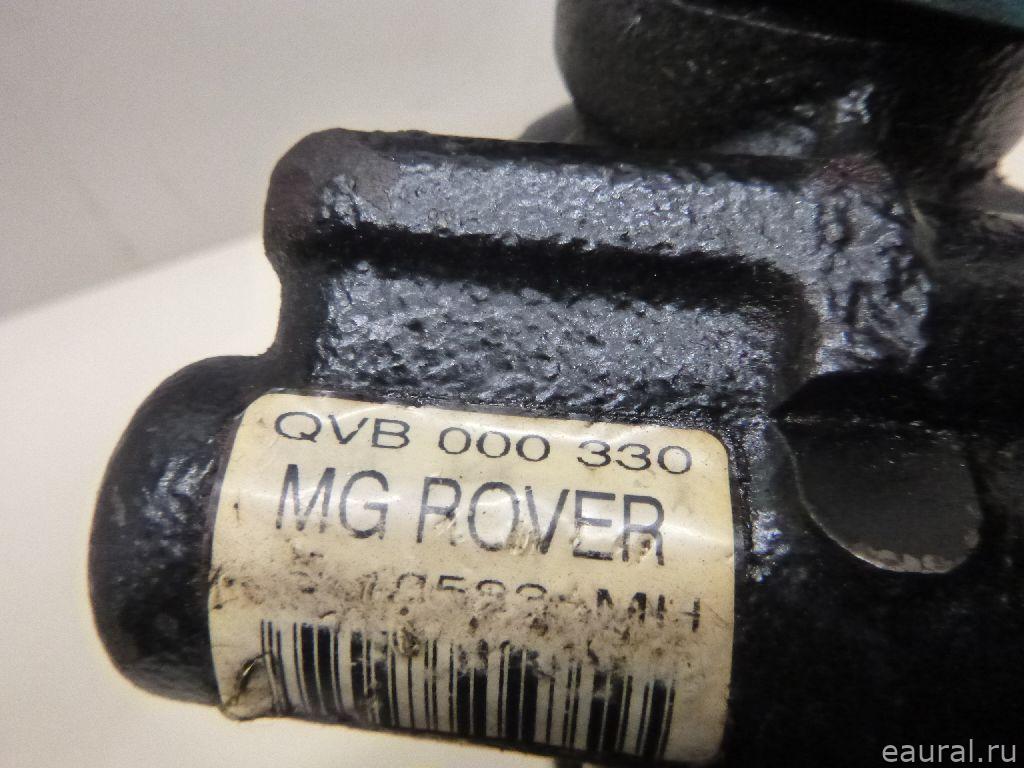 QVB 000 330
MG ROVER
eaural.ru